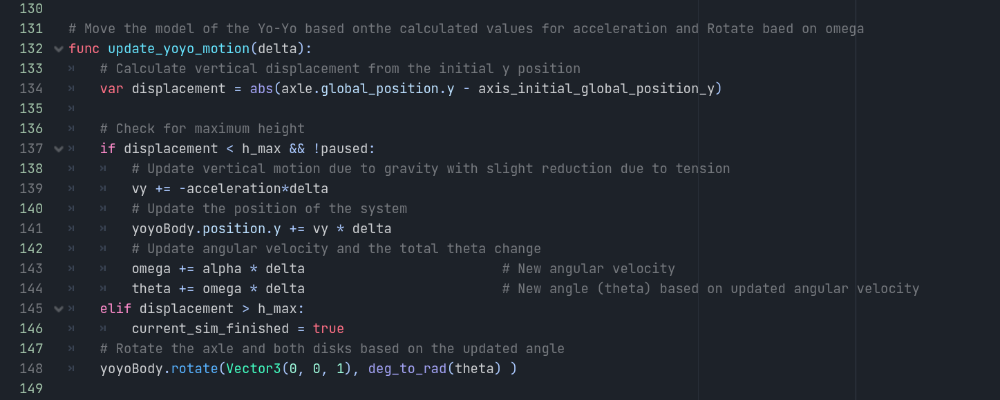 130
131 # Move the model of the Yo-Yo based onthe calculated values for acceleration and Rotate baed on omega
132 func update_yoyo_motion(delta):
133 # Calculate vertical displacement from the initial y position
134 var displacement = abs(axle.global_position.y - axis_initial_global_position_y)
135
136 # Check for maximum height
137 if displacement < h_max && !paused:
138 # Update vertical motion due to gravity with slight reduction due to tension
139 vy += -acceleration*delta
140 # Update the position of the system
141 yoyoBody.position.y += vy * delta
142 # Update angular velocity and the total theta change
143 omega += alpha * delta # New angular velocity
144 theta += omega * delta # New angle (theta) based on updated angular velocity
145 elif displacement > h_max:
146 current_sim_finished = true
147 # Rotate the axle and both disks based on the updated angle
148 yoyoBody.rotate(Vector3(0, 0, 1), deg_to_rad(theta) )
149